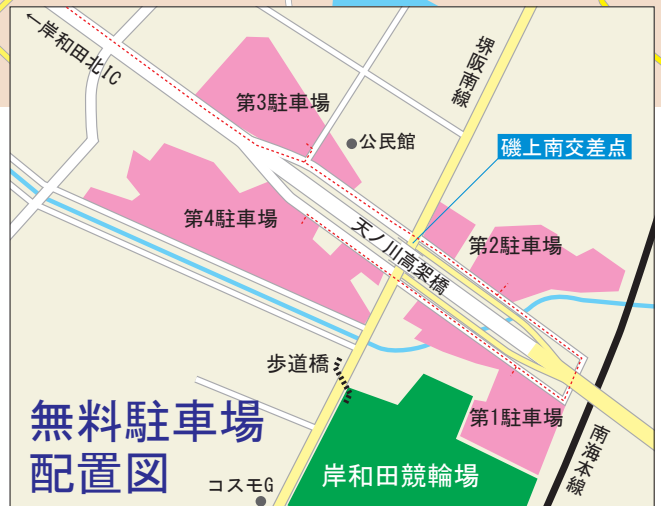 ←岸和田北IC
堺阪南線
第3駐車場
公民館
磯上南交差点
第4駐車場
天ノ川高架橋
第2駐車場
歩道橋
第1駐車場
南海本線
無料駐車場
配置図
コスモG
岸和田競輪場